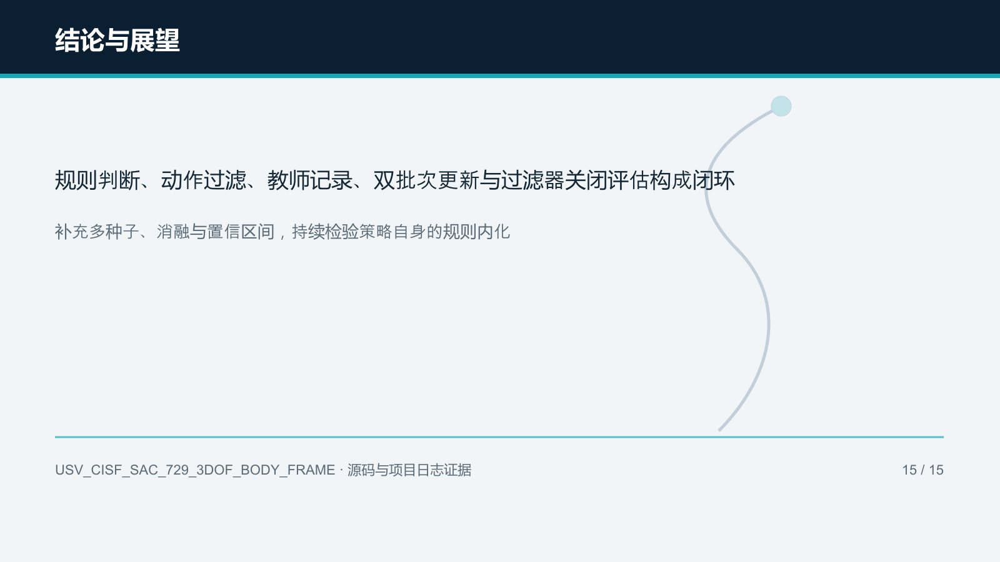 结论与展望
规则判断、动作过滤、教师记录、双批次更新与过滤器关闭评估构成闭环
补充多种子、消融与置信区间，持续检验策略自身的规则内化
USV_CISF_SAC_729_3DOF_BODY_FRAME · 源码与项目日志证据
15 / 15